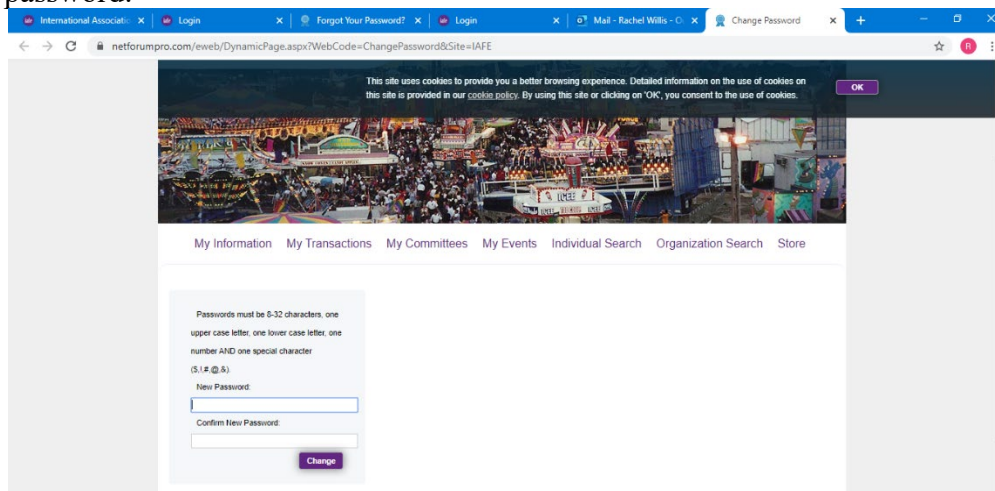 password.
International Associatio
Login
Forgot Your Password?
Login
Mail - Rachel Willis - O
Change Password
netforumpro.com/eweb/DynamicPage.aspx?WebCode=ChangePassword&Site=IAFE
R
This site uses cookies to provide you a better browsing experience. Detailed information on the use of cookies on
this site is provided in our cookie policy. By using this site or clicking on 'OK', you consent to the use of cookies.
OK
ICEE
My Information My Transactions My Committees My Events Individual Search Organization Search Store
Passwords must be 8-32 characters, one
upper case letter, one lower case letter, one
number AND one special character
($,!,#,@,&).
New Password:
Confirm New Password:
Change